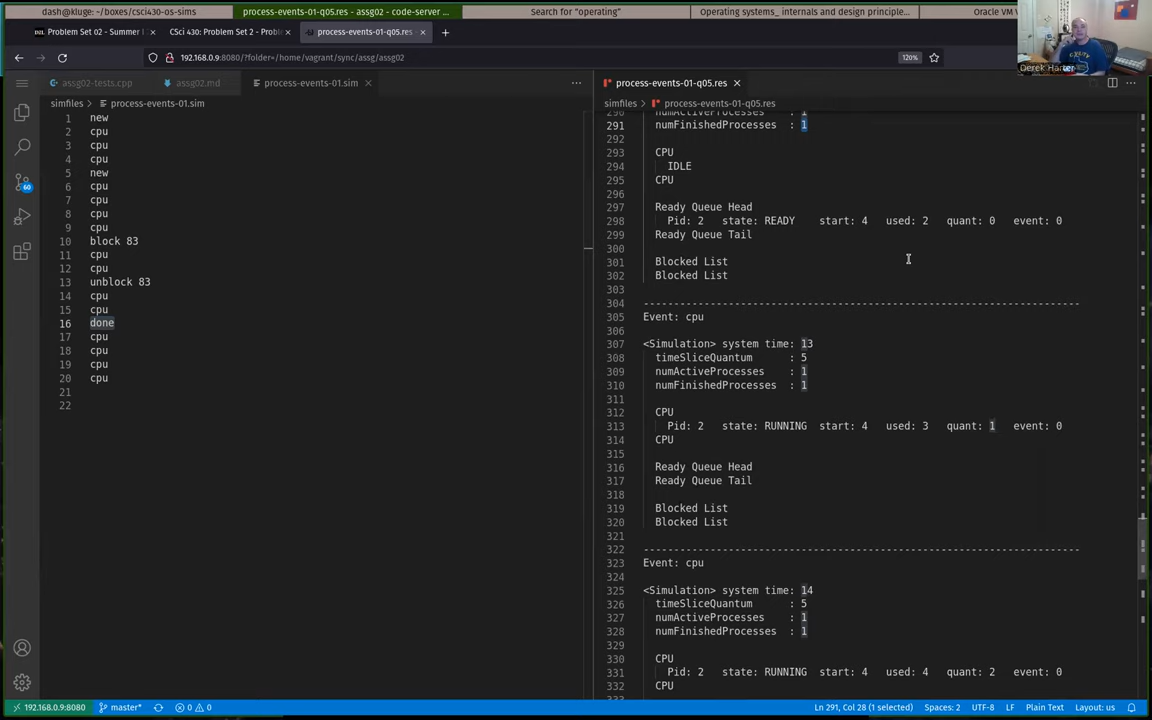 dash@kluge: ~/boxes/csci430-os-sims
process-events-01-q05.res - assg02 - code-server ...
Search for "operating"
Operating systems_ internals and design principle...
Oracle VM V
Problem Set 02 - Summer I
CSci 430: Problem Set 2 - Proble
process-events-01-q05.res - assg
192.168.0.9:8080/?folder=/home/vagrant/sync/assg/assg02
120%
Derek Harter
assg02-tests.cpp
assg02.md
process-events-01.sim
simfiles > process-events-01.sim
1 new
2 cpu
3 cpu
4 cpu
5 new
6 cpu
7 cpu
8 cpu
9 cpu
10 block 83
11 cpu
12 cpu
13 unblock 83
14 cpu
15 cpu
16 done
17 cpu
18 cpu
19 cpu
20 cpu
21
22
process-events-01-q05.res
simfiles > process-events-01-q05.res
290 numActiveProcesses : 1
291 numFinishedProcesses : 1
292
293 CPU
294 IDLE
295 CPU
296
297 Ready Queue Head
298 Pid: 2 state: READY start: 4 used: 2 quant: 0 event: 0
299 Ready Queue Tail
300
301 Blocked List
302 Blocked List
303
304 ------------------------------------------------------------------------
305 Event: cpu
306
307 <Simulation> system time: 13
308 timeSliceQuantum : 5
309 numActiveProcesses : 1
310 numFinishedProcesses : 1
311
312 CPU
313 Pid: 2 state: RUNNING start: 4 used: 3 quant: 1 event: 0
314 CPU
315
316 Ready Queue Head
317 Ready Queue Tail
318
319 Blocked List
320 Blocked List
321
322 ------------------------------------------------------------------------
323 Event: cpu
324
325 <Simulation> system time: 14
326 timeSliceQuantum : 5
327 numActiveProcesses : 1
328 numFinishedProcesses : 1
329
330 CPU
331 Pid: 2 state: RUNNING start: 4 used: 4 quant: 2 event: 0
332 CPU
60
192.168.0.9:8080
master*
0 0
Ln 291, Col 28 (1 selected)
Spaces: 2
UTF-8
LF
Plain Text
Layout: us